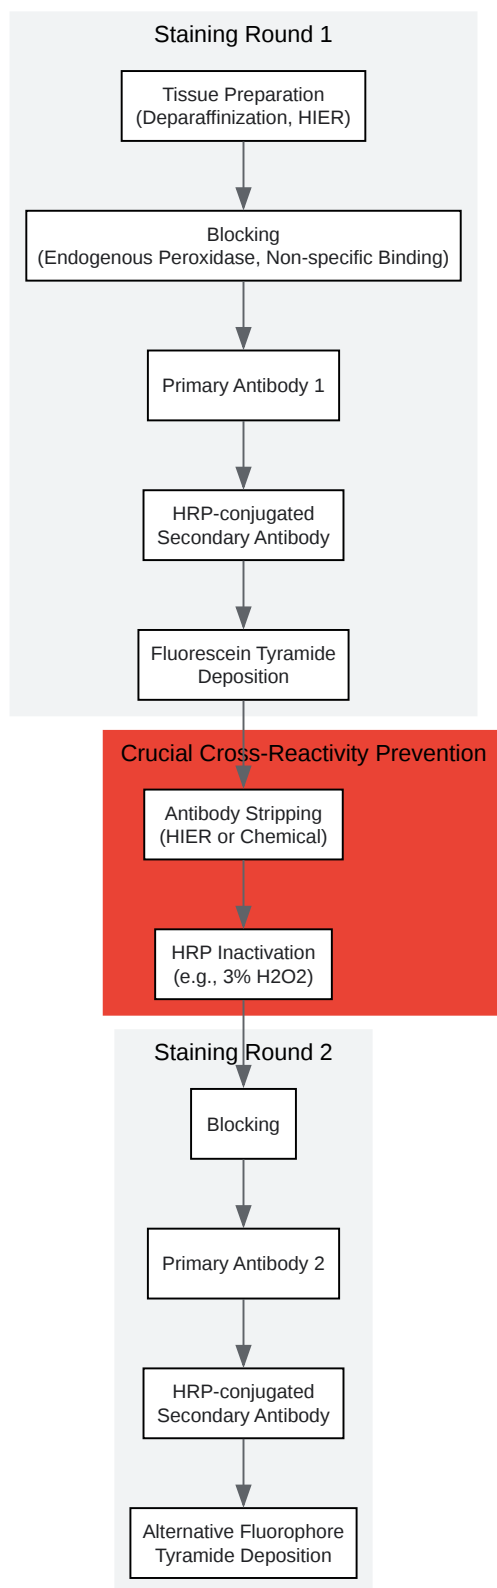 Staining Round 1
Tissue Preparation
(Deparaffinization, HIER)
Blocking
(Endogenous Peroxidase, Non-specific Binding)
Primary Antibody 1
HRP-conjugated
Secondary Antibody
Fluorescein Tyramide
Deposition
Crucial Cross-Reactivity Prevention
Antibody Stripping
(HIER or Chemical)
HRP Inactivation
(e.g., 3% H2O2)
Staining Round 2
Blocking
Primary Antibody 2
HRP-conjugated
Secondary Antibody
Alternative Fluorophore
Tyramide Deposition